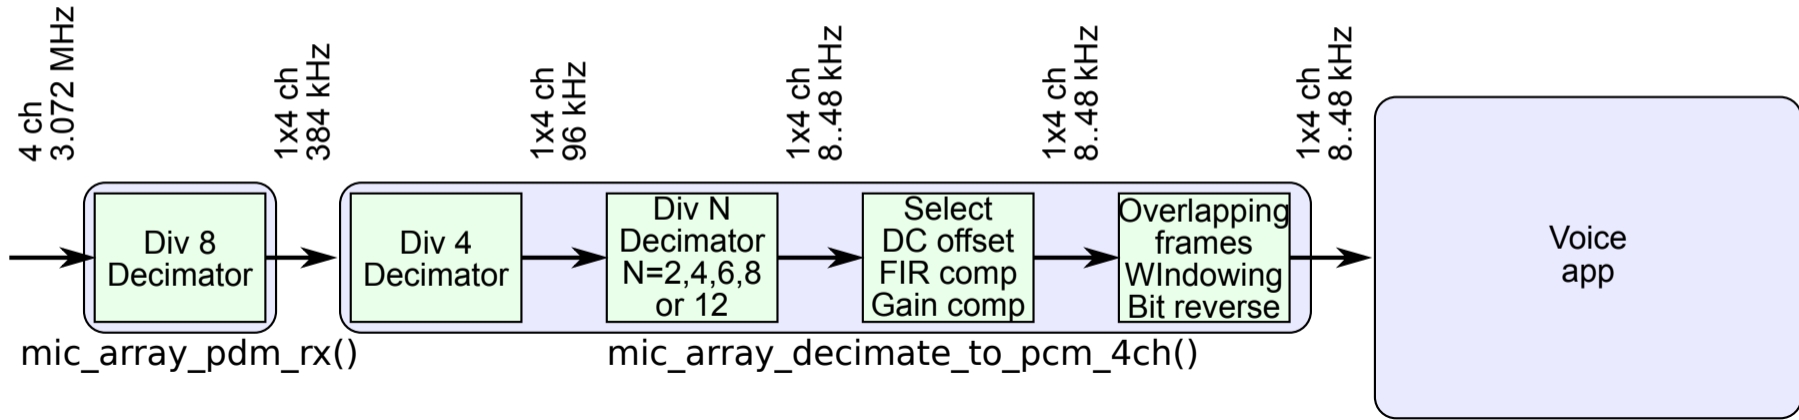 4 ch
3.072 MHz
1x4 ch
384 kHz
1x4 ch
96 kHz
1x4 ch
8..48 kHz
1x4 ch
8..48 kHz
1x4 ch
8..48 kHz
Div 8
Decimator
Div 4
Decimator
Div N
Decimator
N=2,4,6,8
or 12
Select
DC offset
FIR comp
Gain comp
Overlapping
frames
WIndowing
Bit reverse
Voice
app
mic_array_pdm_rx()
mic_array_decimate_to_pcm_4ch()